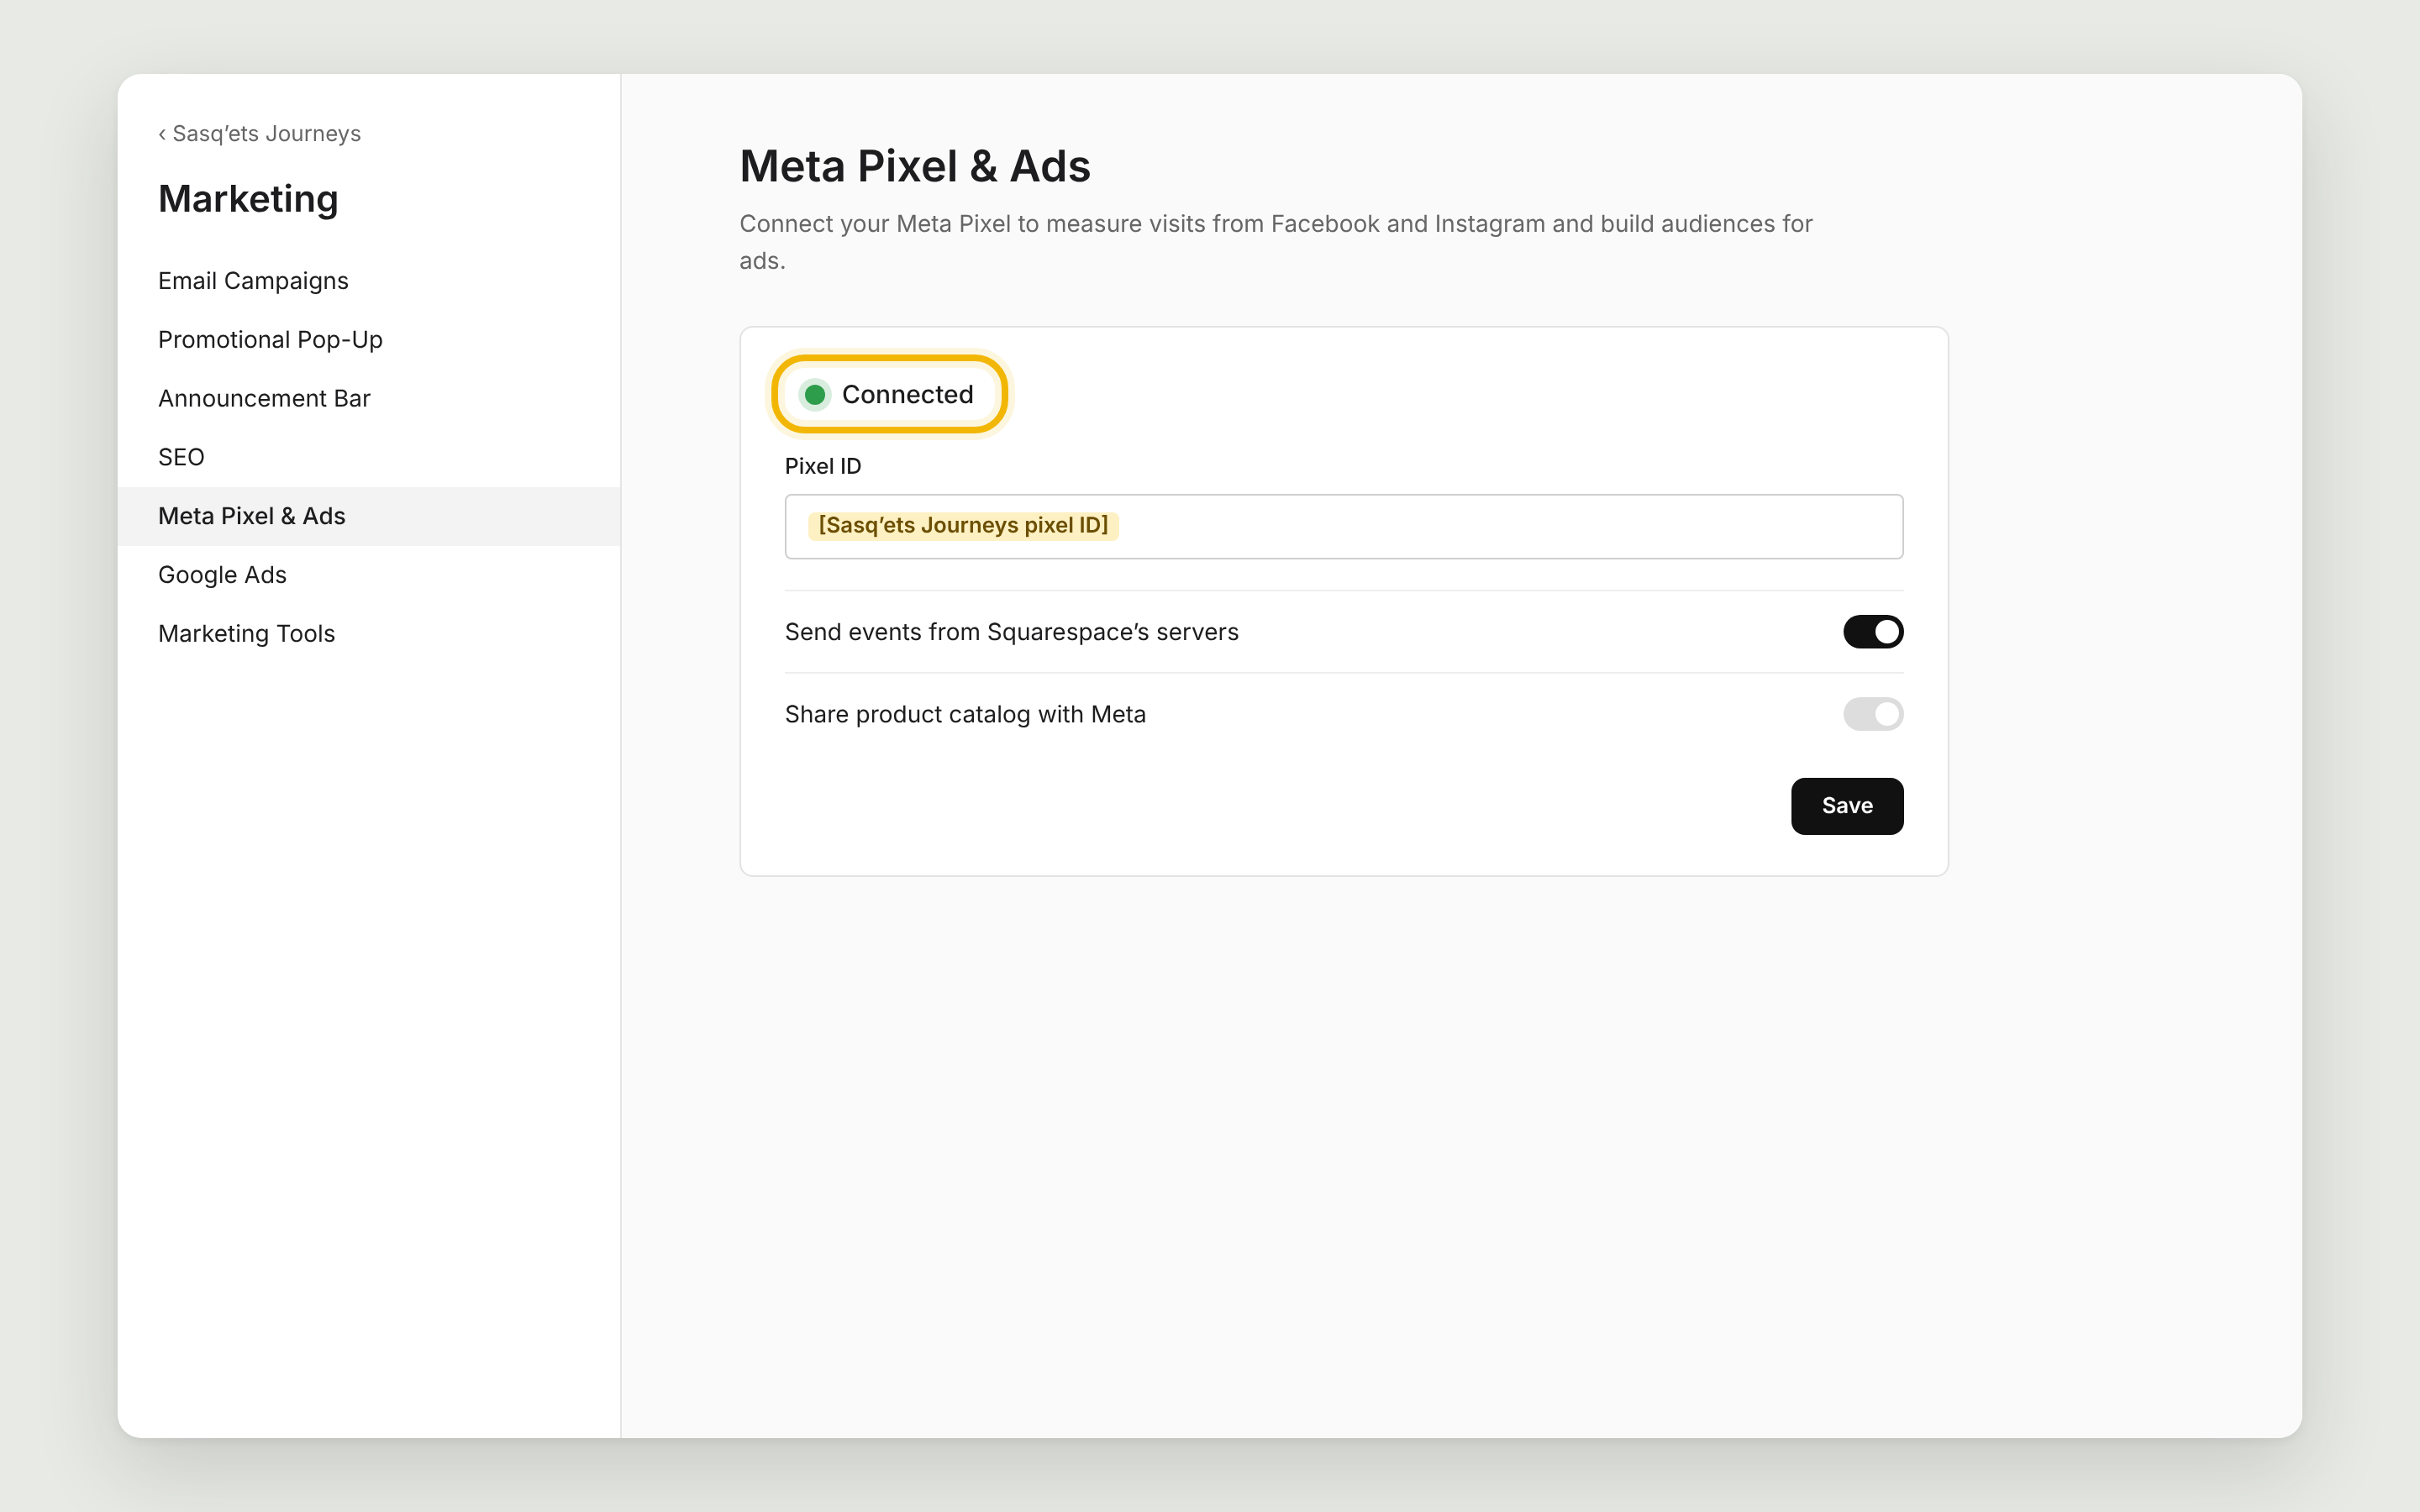 ‹ Sasq’ets Journeys
Marketing
Email Campaigns
Promotional Pop-Up
Announcement Bar
SEO
Meta Pixel & Ads
Google Ads
Marketing Tools
Meta Pixel & Ads
Connect your Meta Pixel to measure visits from Facebook and Instagram and build audiences for
ads.
Connected
Pixel ID
[Sasq’ets Journeys pixel ID]
Send events from Squarespace’s servers
Share product catalog with Meta
Save